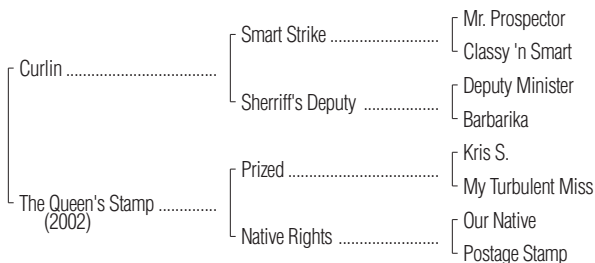 Mr. Prospector
Smart Strike ........................
Classy 'n Smart
Curlin ..................................
Deputy Minister
Sherriff's Deputy .................
Barbarika
Kris S.
Prized ..................................
My Turbulent Miss
The Queen's Stamp .............
(2002)
Our Native
Native Rights .......................
Postage Stamp